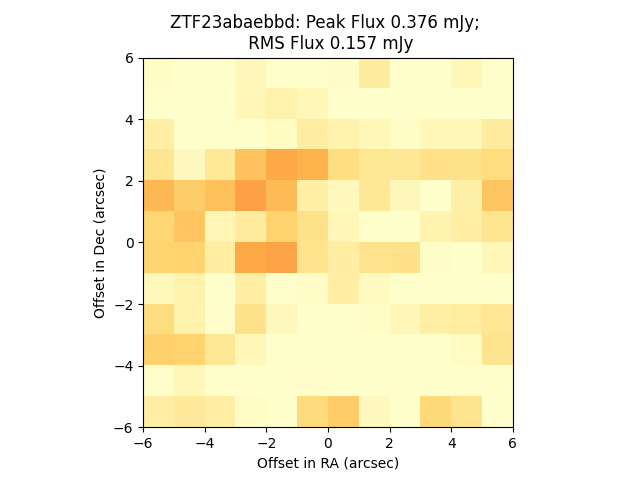 ZTF23abaebbd: Peak Flux 0.376 mJy;
RMS Flux 0.157 mJy
6
4
2
0
−2
−4
−6
Offset in Dec (arcsec)
−6 −4 −2 0 2 4 6
Offset in RA (arcsec)